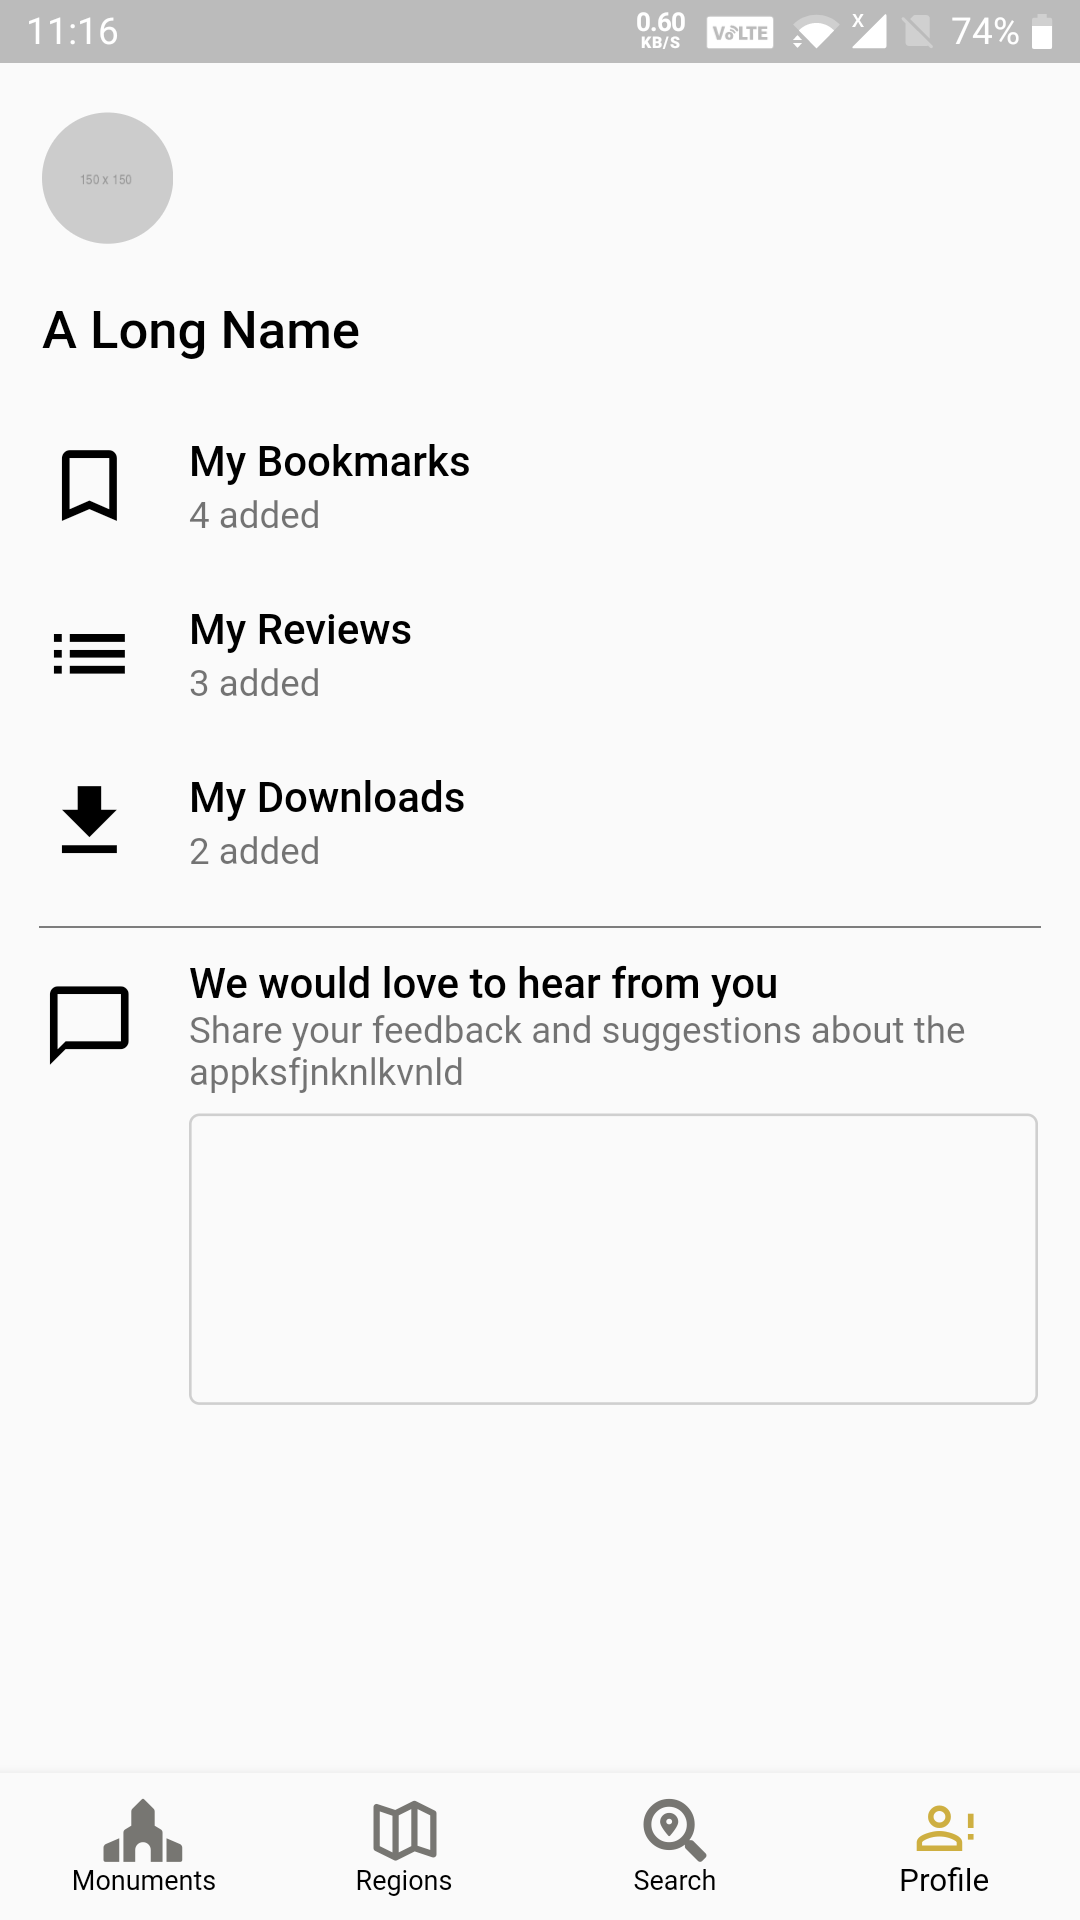 11:16
0.60
KB/S
VoLTE
x
74%
150 x 150
A Long Name
My Bookmarks
4 added
My Reviews
3 added
My Downloads
2 added
We would love to hear from you
Share your feedback and suggestions about the
appksfjnknlkvnld
Monuments
Regions
Search
Profile